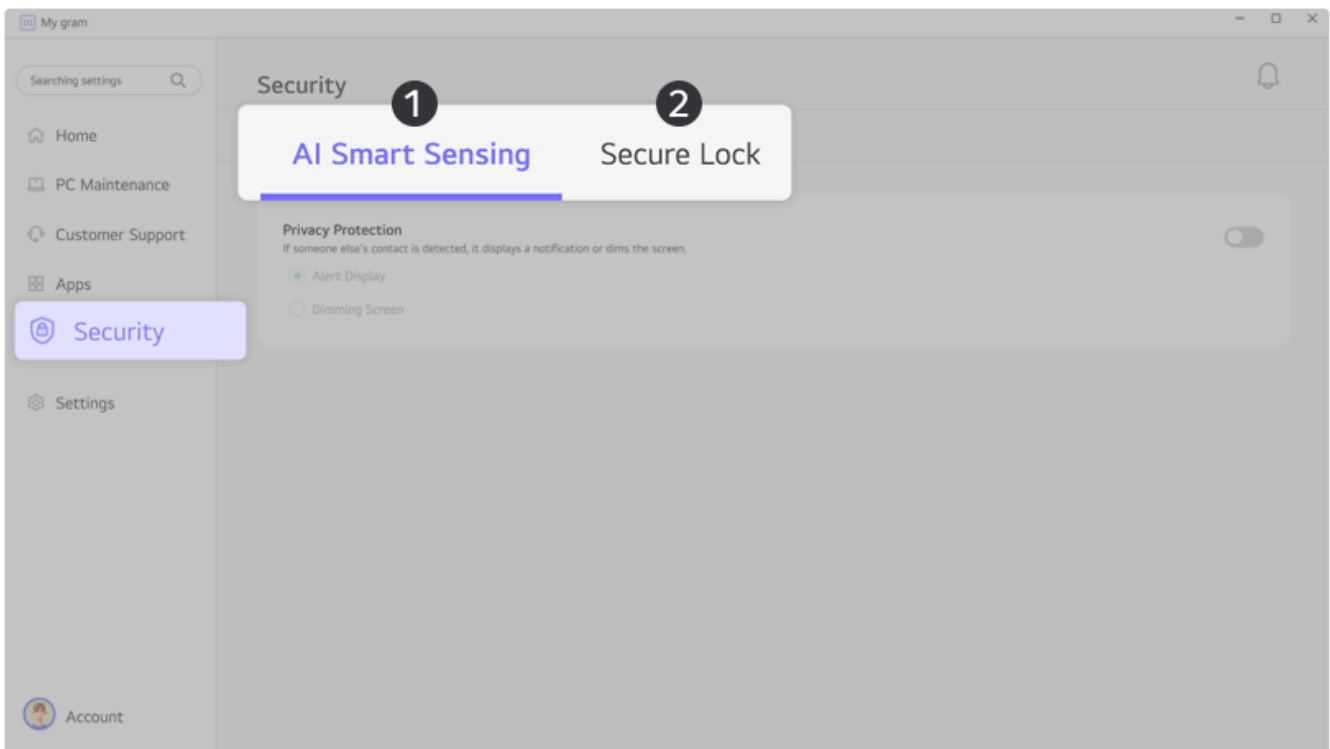 My gram
Searching settings
Home
PC Maintenance
Customer Support
Apps
Security
Settings
Account
Security
1
AI Smart Sensing
2
Secure Lock
Privacy Protection
If someone else's contact is detected, it displays a notification or dims the screen.
Alert Display
Dimming Screen